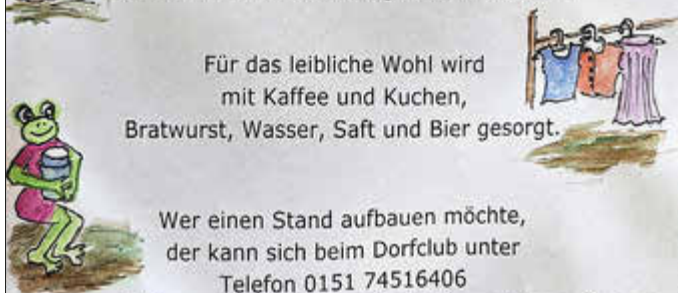 Für das leibliche Wohl wird
mit Kaffee und Kuchen,
Bratwurst, Wasser, Saft und Bier gesorgt.
Wer einen Stand aufbauen möchte,
der kann sich beim Dorfclub unter
Telefon 0151 74516406